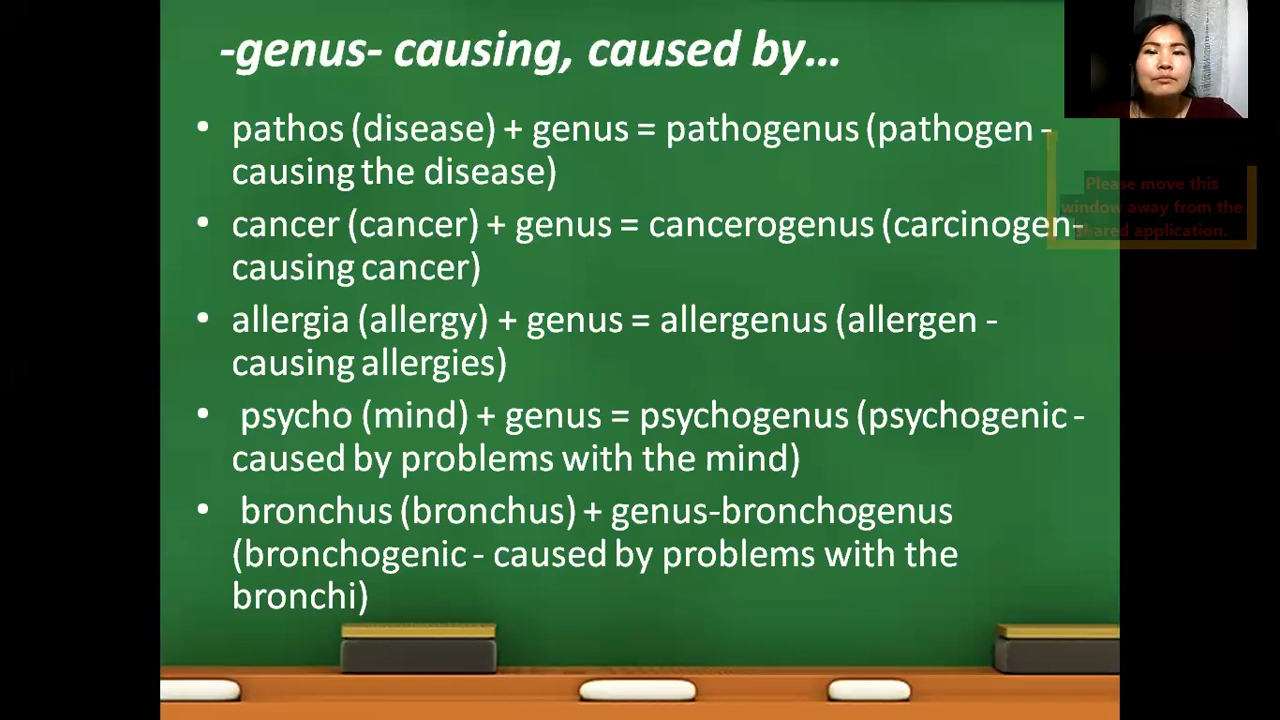 -genus- causing, caused by...
• pathos (disease) + genus = pathogenus (pathogen -
causing the disease)
• cancer (cancer) + genus = cancerogenus (carcinogen-
causing cancer)
• allergia (allergy) + genus = allergenus (allergen -
causing allergies)
• psycho (mind) + genus = psychogenus (psychogenic -
caused by problems with the mind)
• bronchus (bronchus) + genus-bronchogenus
(bronchogenic - caused by problems with the
bronchi)
Please move this
window away from the
shared application.